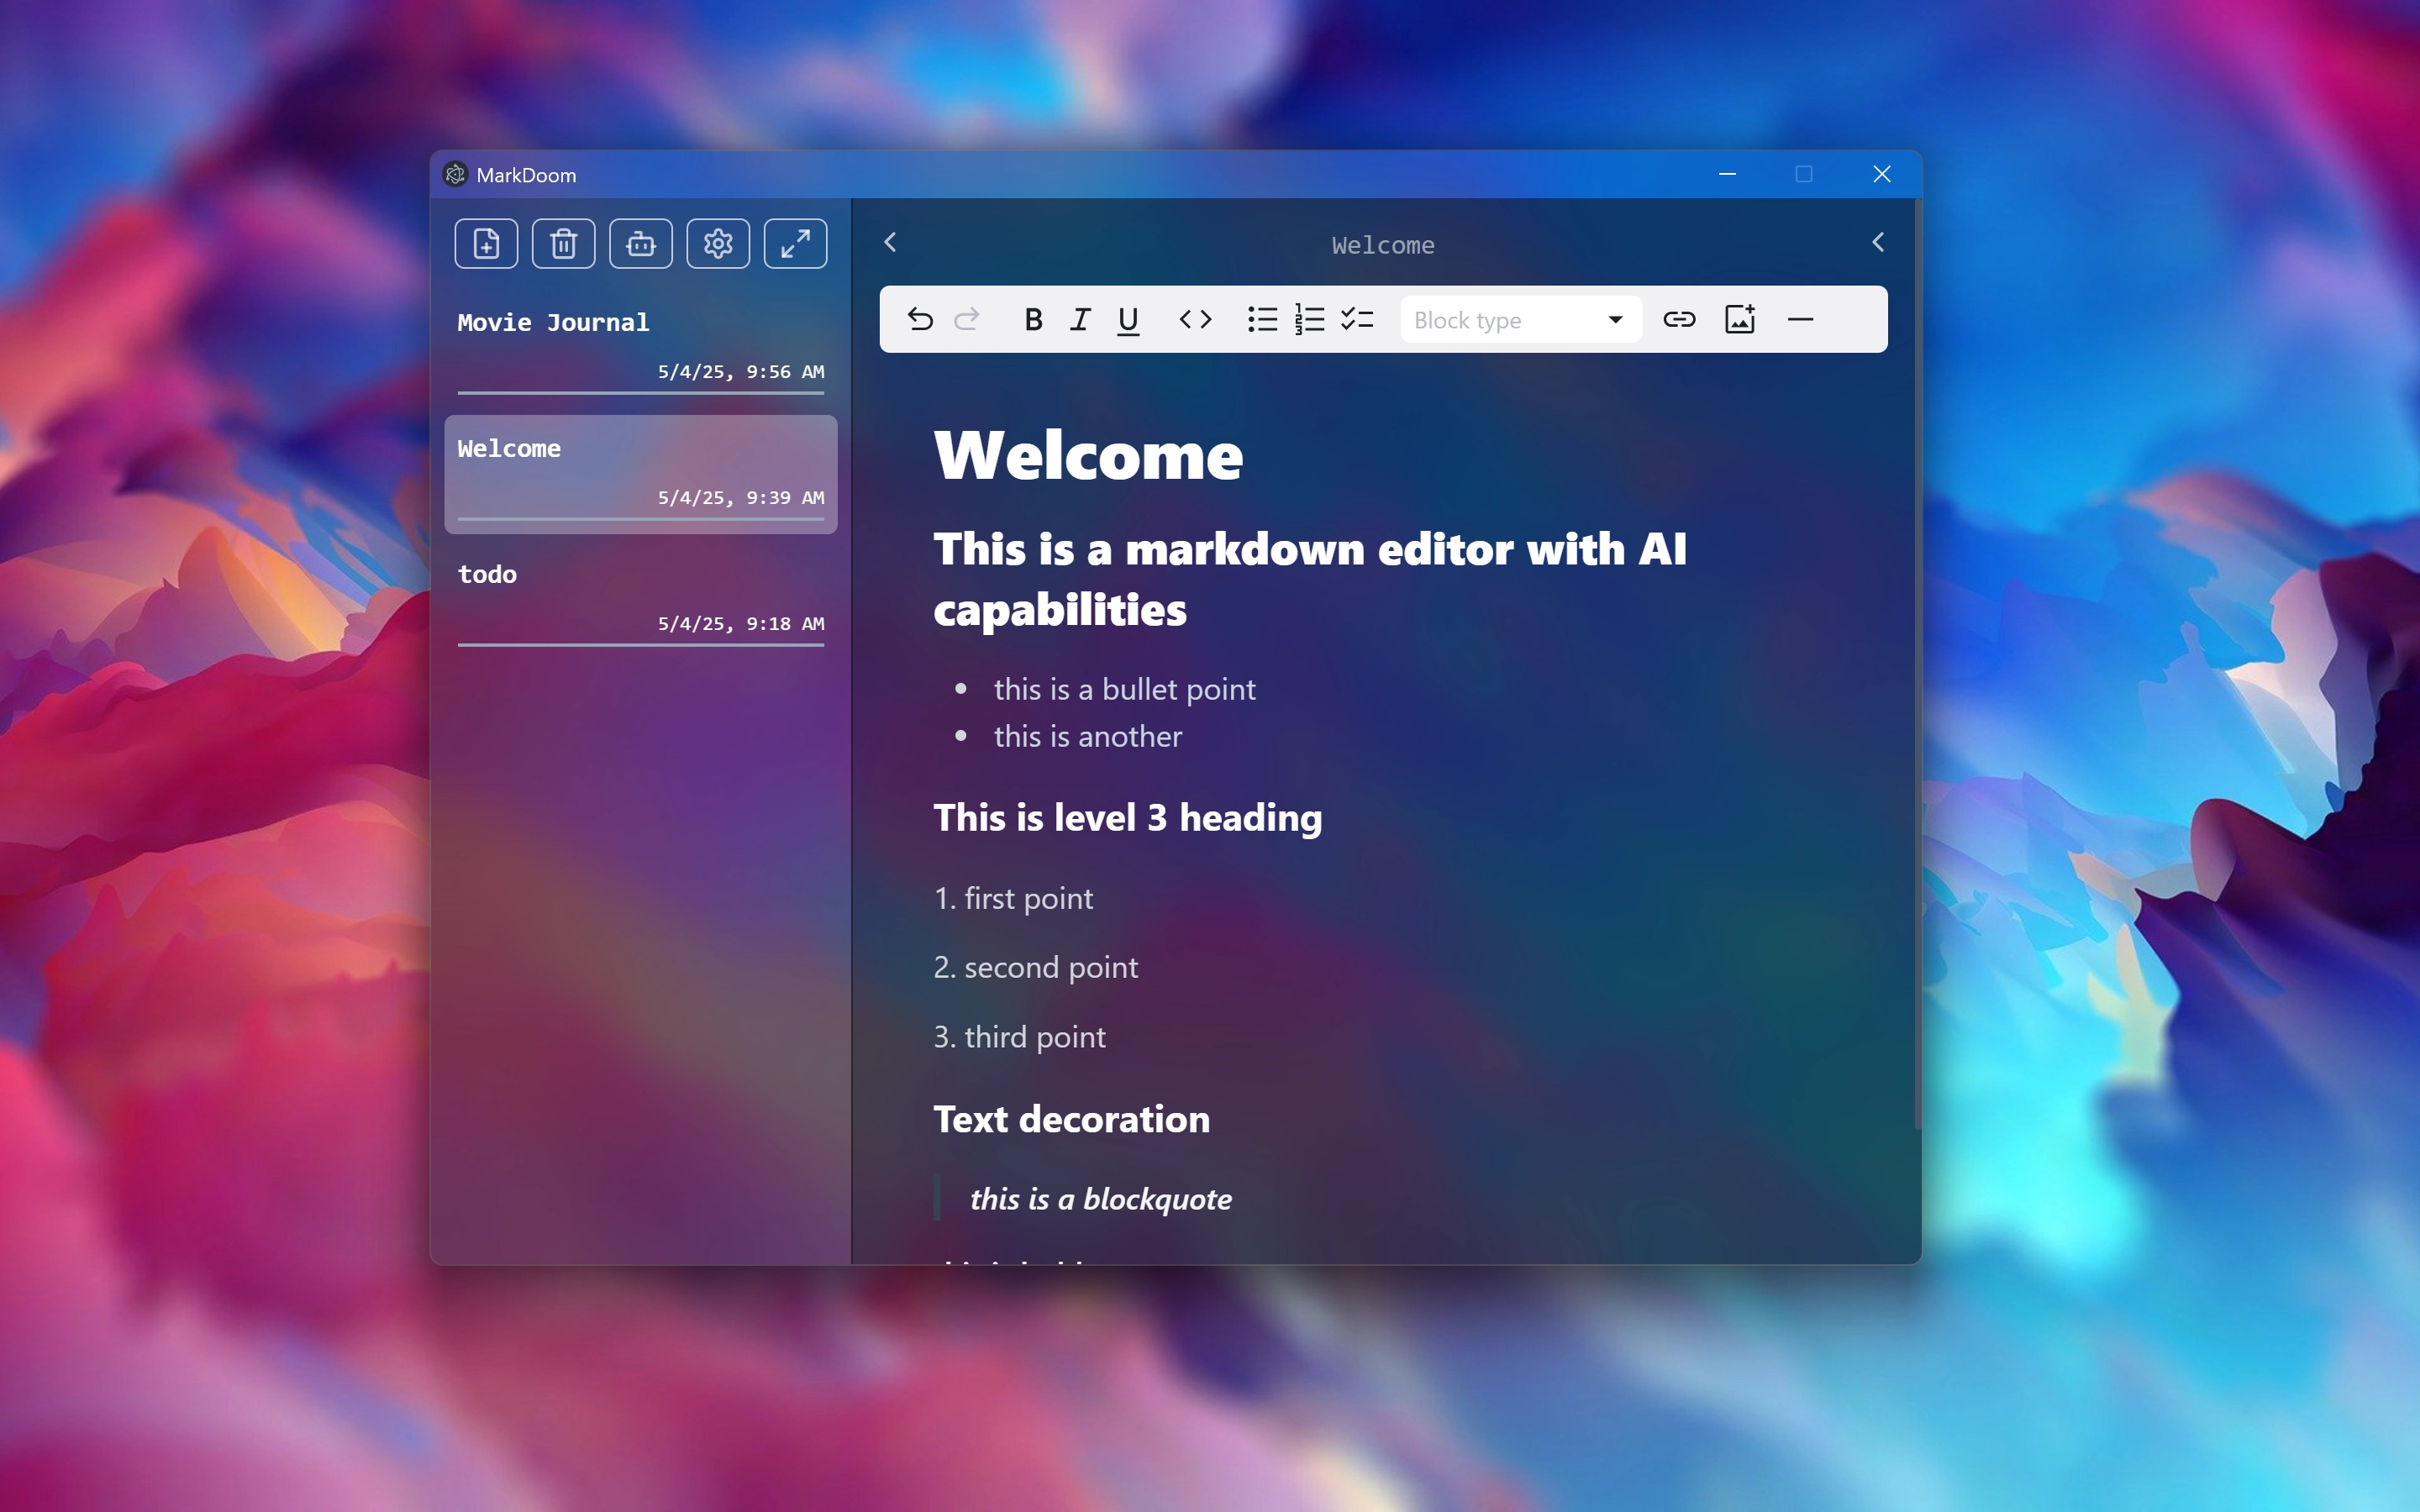 MarkDoom
Movie Journal
5/4/25, 9:56 AM
Welcome
5/4/25, 9:39 AM
todo
5/4/25, 9:18 AM
Welcome
B I U
Block type
Welcome
This is a markdown editor with AI
capabilities
• this is a bullet point
• this is another
This is level 3 heading
1. first point
2. second point
3. third point
Text decoration
this is a blockquote